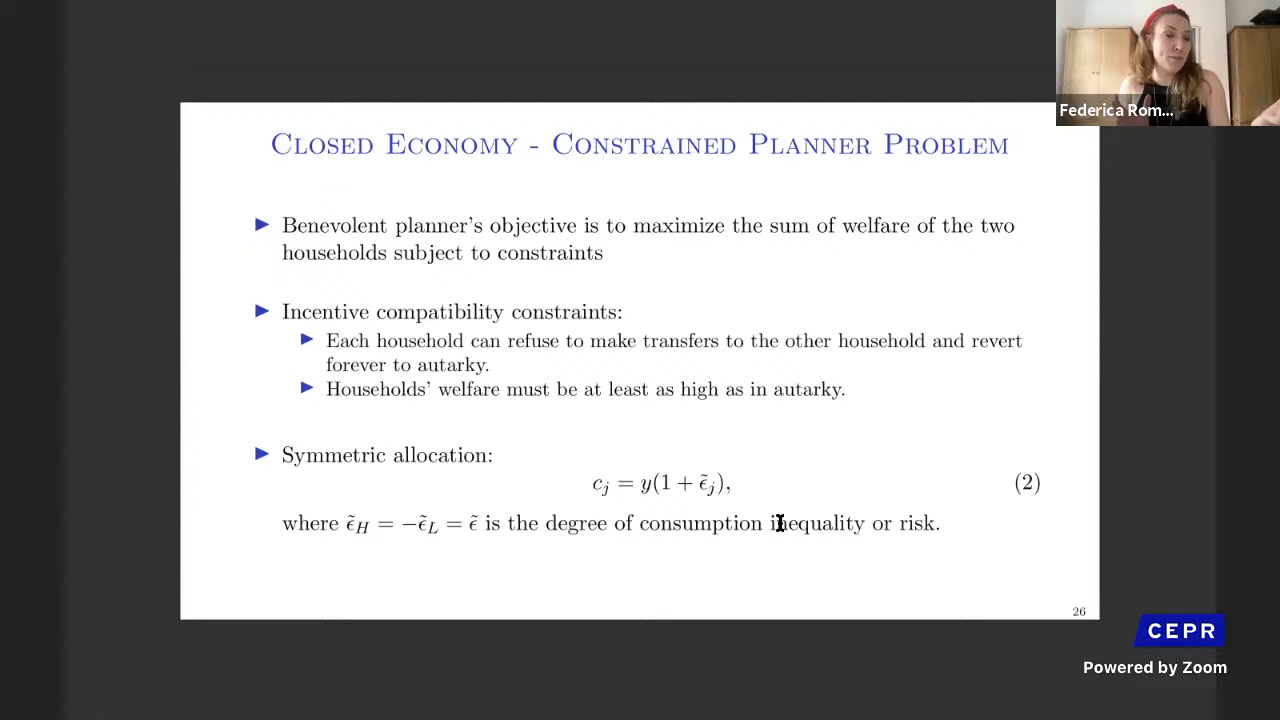 Federica Rom...
CLOSED ECONOMY - CONSTRAINED PLANNER PROBLEM
▶ Benevolent planner's objective is to maximize the sum of welfare of the two
households subject to constraints
▶ Incentive compatibility constraints:
▶ Each household can refuse to make transfers to the other household and revert
forever to autarky.
▶ Households' welfare must be at least as high as in autarky.
▶ Symmetric allocation:
c_j = y(1 + ϵ̃_j), (2)
where ϵ̃_H = −ϵ̃_L = ϵ̃ is the degree of consumption inequality or risk.
26
CEPR
Powered by Zoom